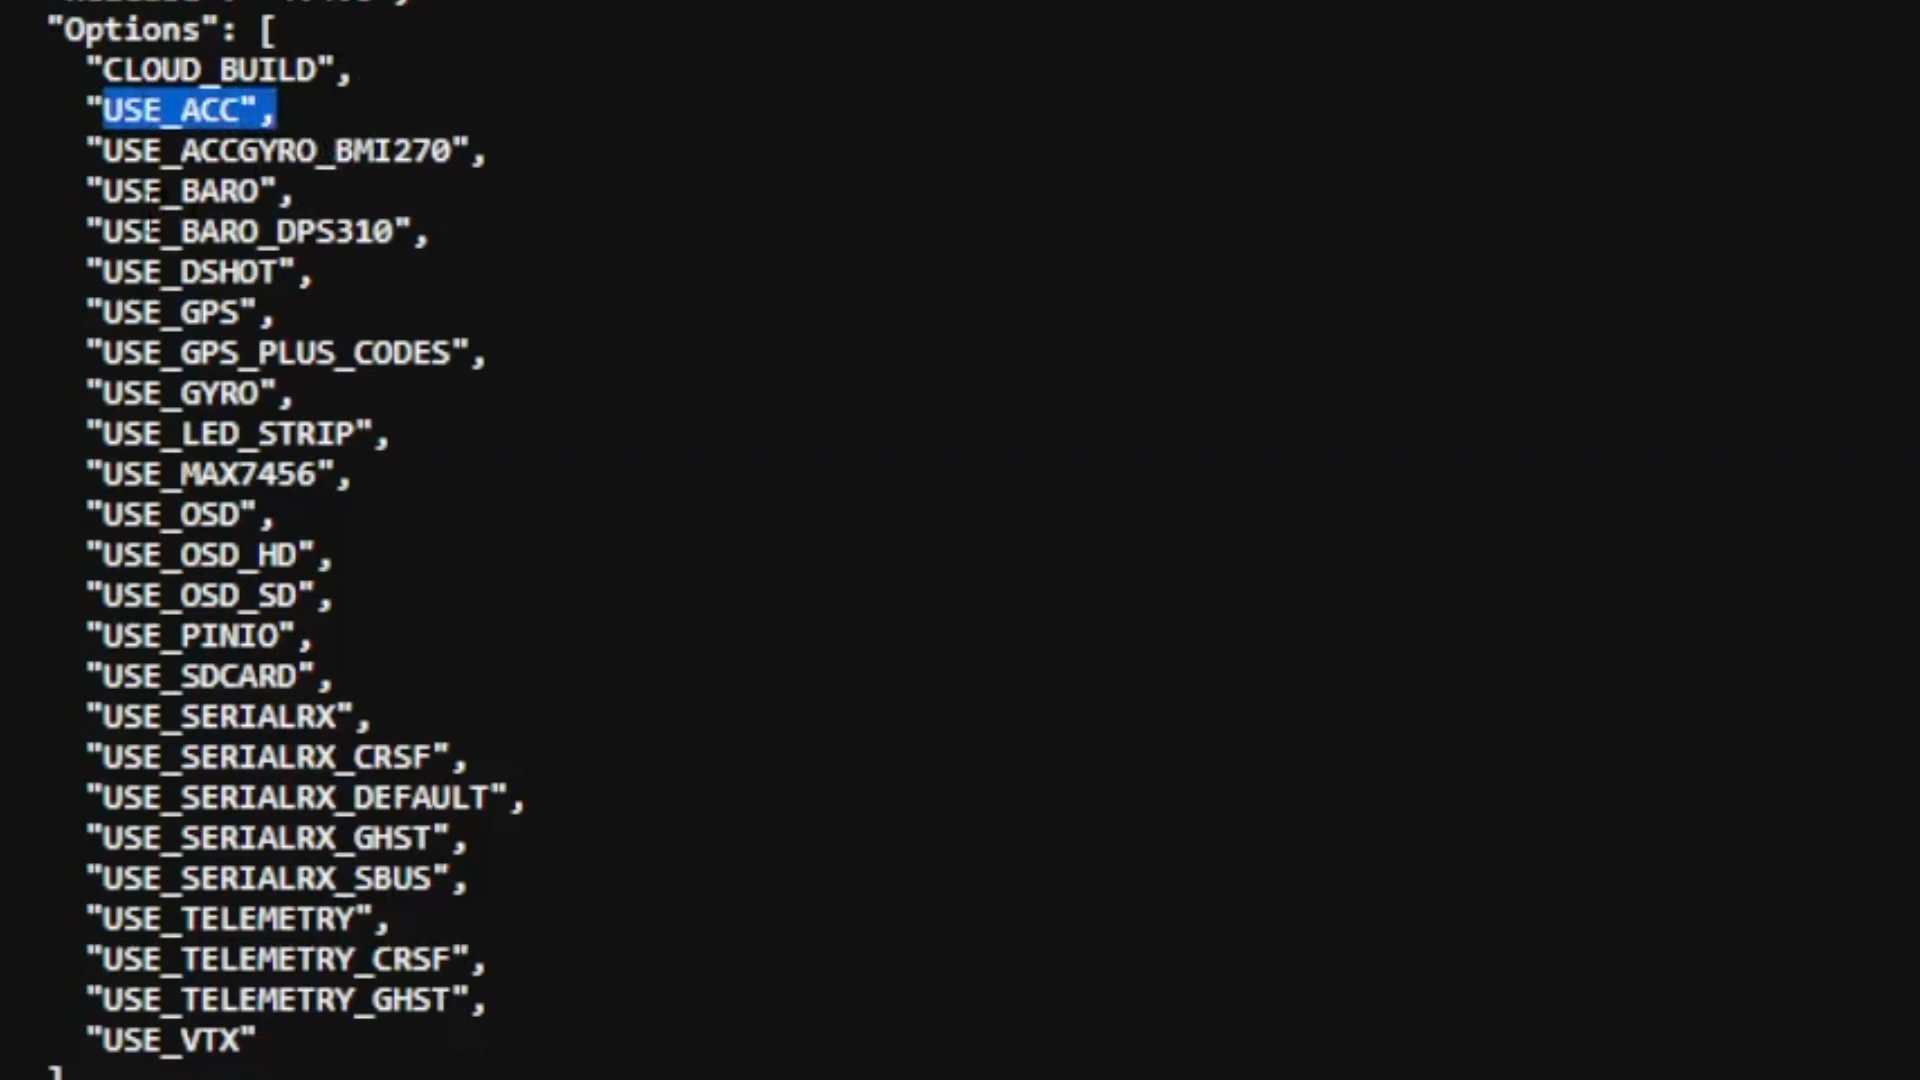 "Options": [
"CLOUD_BUILD",
"USE_ACC",
"USE_ACCGYRO_BMI270",
"USE_BARO",
"USE_BARO_DPS310",
"USE_DSHOT",
"USE_GPS",
"USE_GPS_PLUS_CODES",
"USE_GYRO",
"USE_LED_STRIP",
"USE_MAX7456",
"USE_OSD",
"USE_OSD_HD",
"USE_OSD_SD",
"USE_PINIO",
"USE_SDCARD",
"USE_SERIALRX",
"USE_SERIALRX_CRSF",
"USE_SERIALRX_DEFAULT",
"USE_SERIALRX_GHST",
"USE_SERIALRX_SBUS",
"USE_TELEMETRY",
"USE_TELEMETRY_CRSF",
"USE_TELEMETRY_GHST",
"USE_VTX"
]